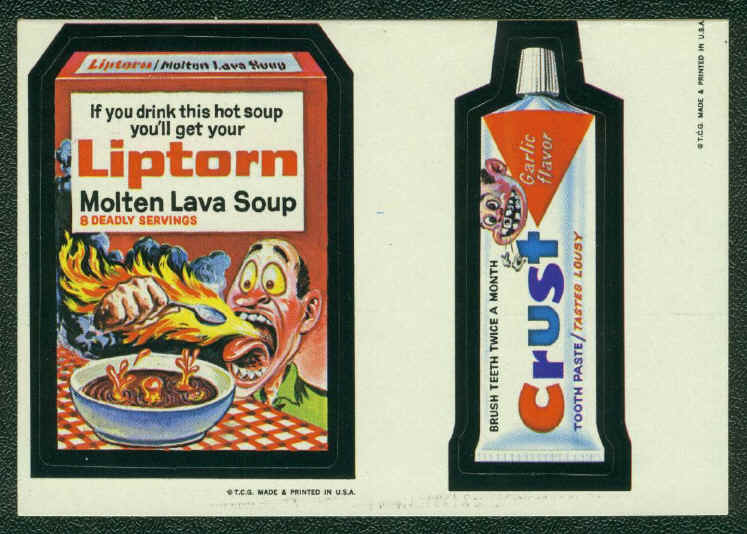 Liptorn/Molten Lava Soup
If you drink this hot soup
you'll get your
Liptorn
Molten Lava Soup
8 DEADLY SERVINGS
©T.C.G. MADE & PRINTED IN U.S.A.
Garlic
flavor
BRUSH TEETH TWICE A MONTH
Crust
TOOTH PASTE/TASTES LOUSY
©T.C.G. MADE & PRINTED IN U.S.A.